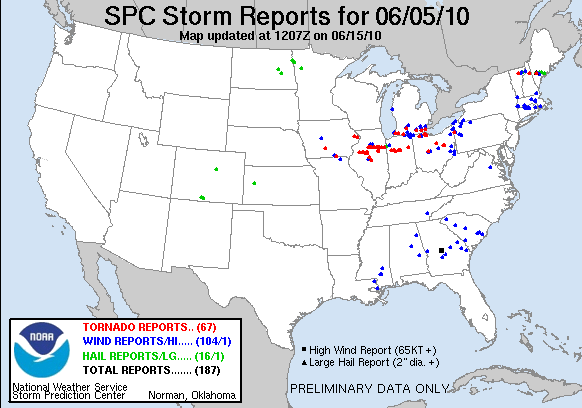 SPC Storm Reports for 06/05/10
Map updated at 1207Z on 06/15/10
TORNADO REPORTS.. (67)
WIND REPORTS/HI..... (104/1)
HAIL REPORTS/LG..... (16/1)
TOTAL REPORTS....... (187)
NOAA
National Weather Service
Storm Prediction Center Norman, Oklahoma
High Wind Report (65KT +)
Large Hail Report (2" dia. +)
PRELIMINARY DATA ONLY